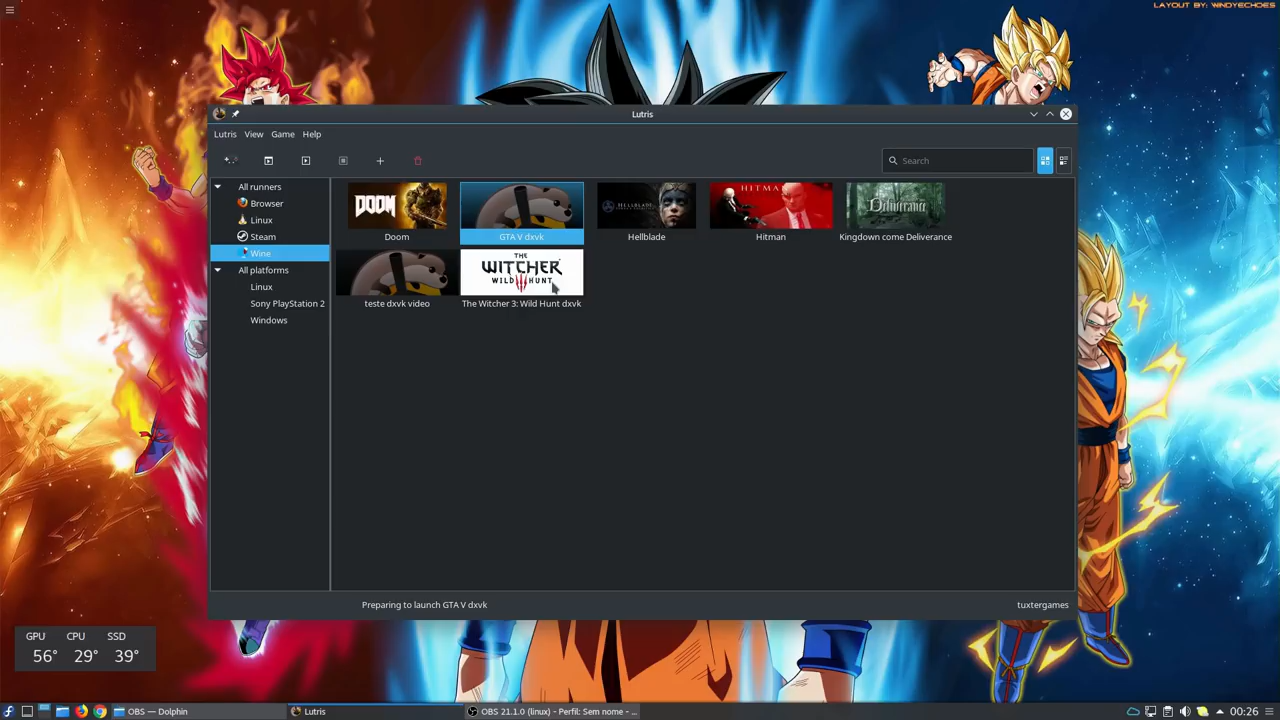 LAYOUT BY: WINDYECHOES
Lutris
Lutris View Game Help
Search
All runners
Browser
Linux
Steam
Wine
All platforms
Linux
Sony PlayStation 2
Windows
DOOM
HELLBLADE
HITMAN
Deliverance
Doom
GTA V dxvk
Hellblade
Hitman
Kingdown come Deliverance
THE
WITCHER
WILD HUNT
teste dxvk video
The Witcher 3: Wild Hunt dxvk
Preparing to launch GTA V dxvk
tuxtergames
GPU CPU SSD
56° 29° 39°
OBS — Dolphin
Lutris
OBS 21.1.0 (linux) - Perfil: Sem nome - ...
00:26